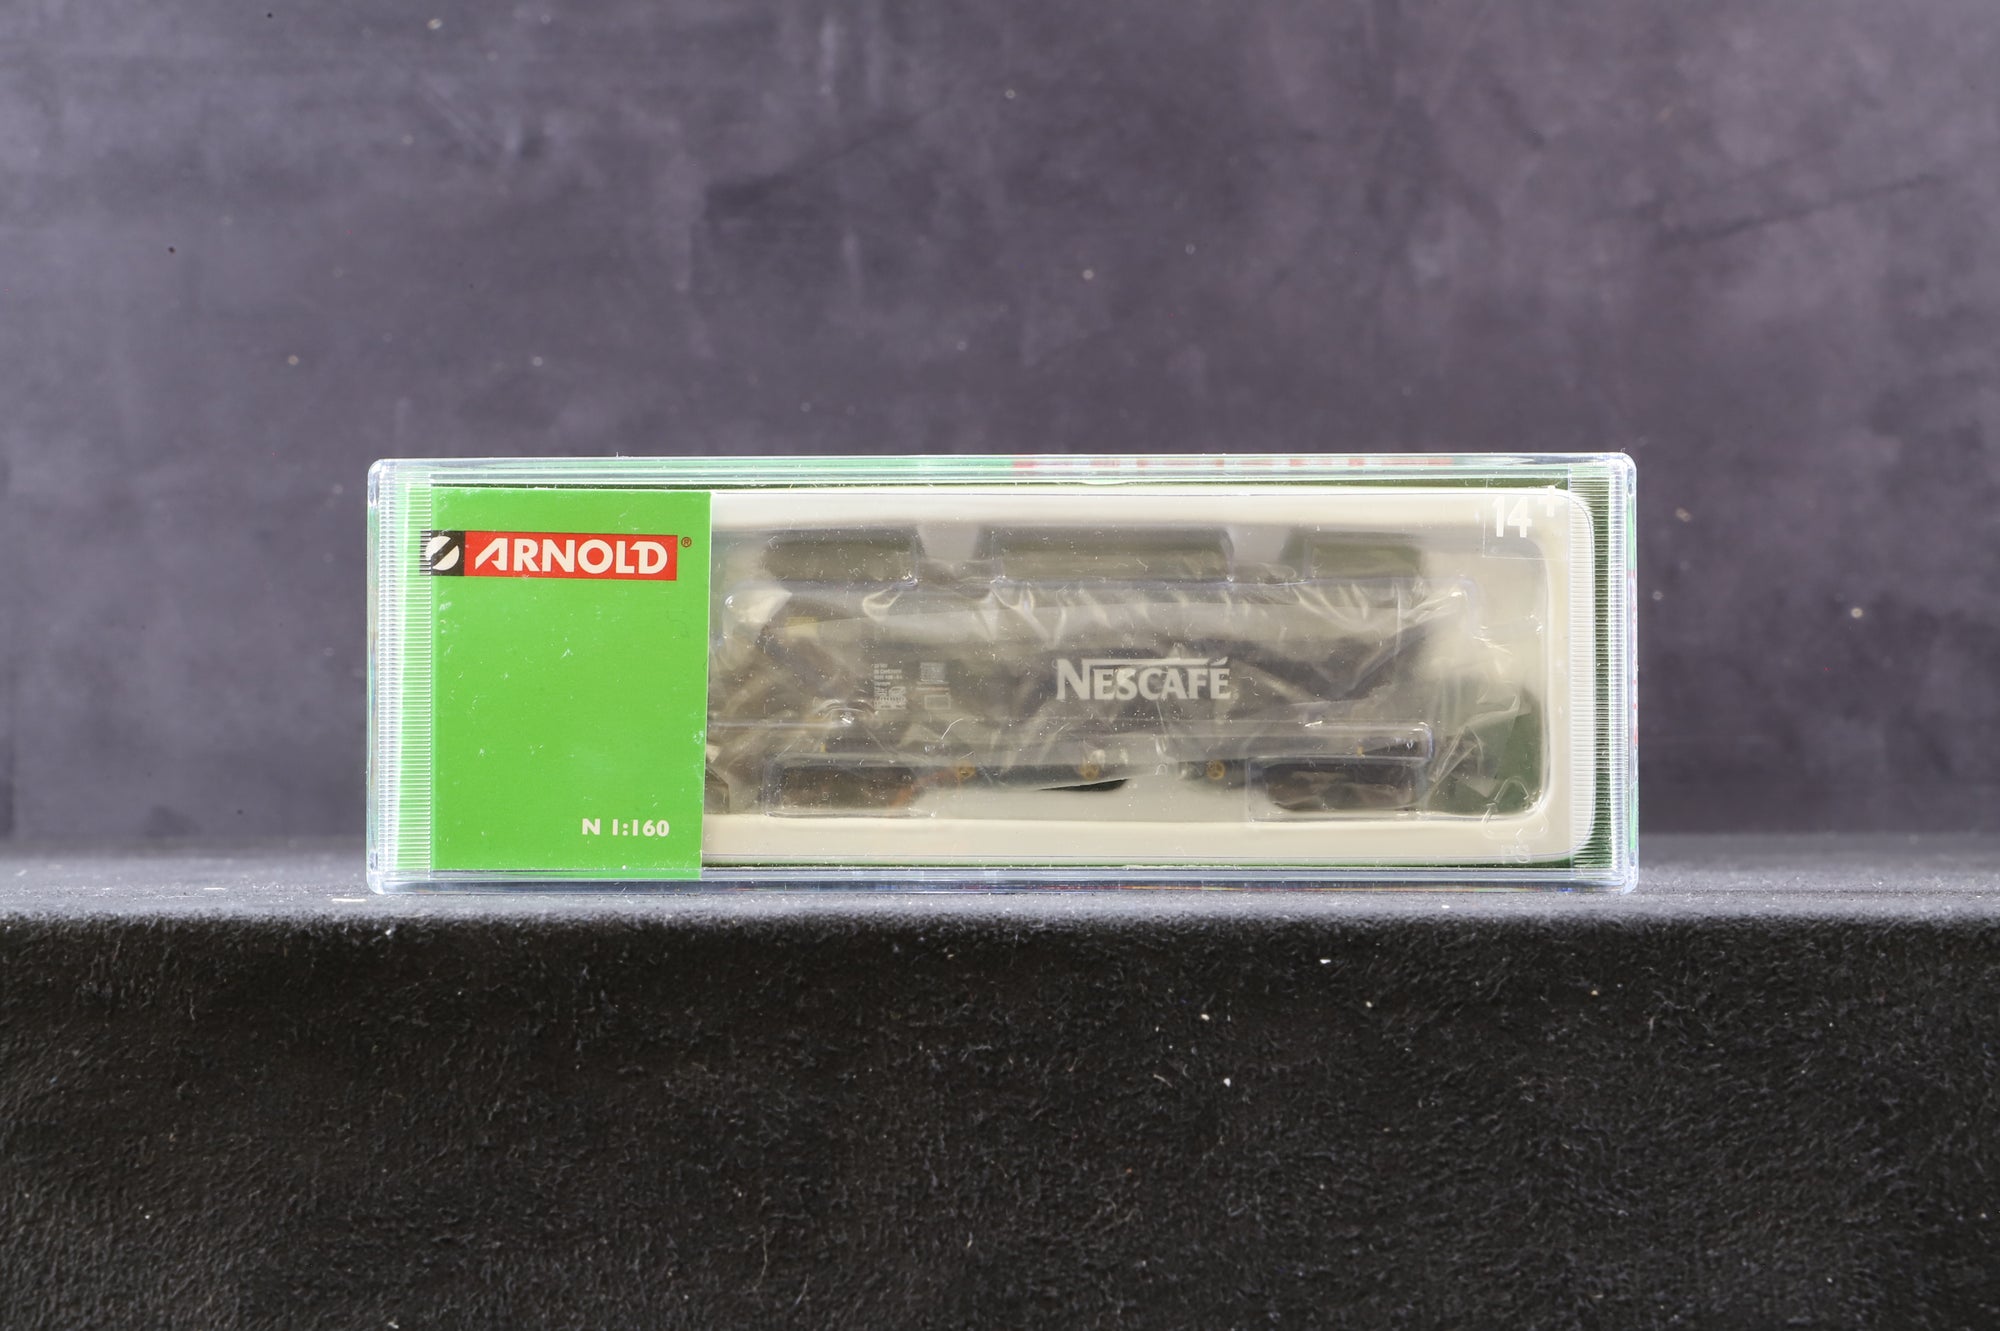 ARNOLD®
14+
NESCAFÉ
N 1:160